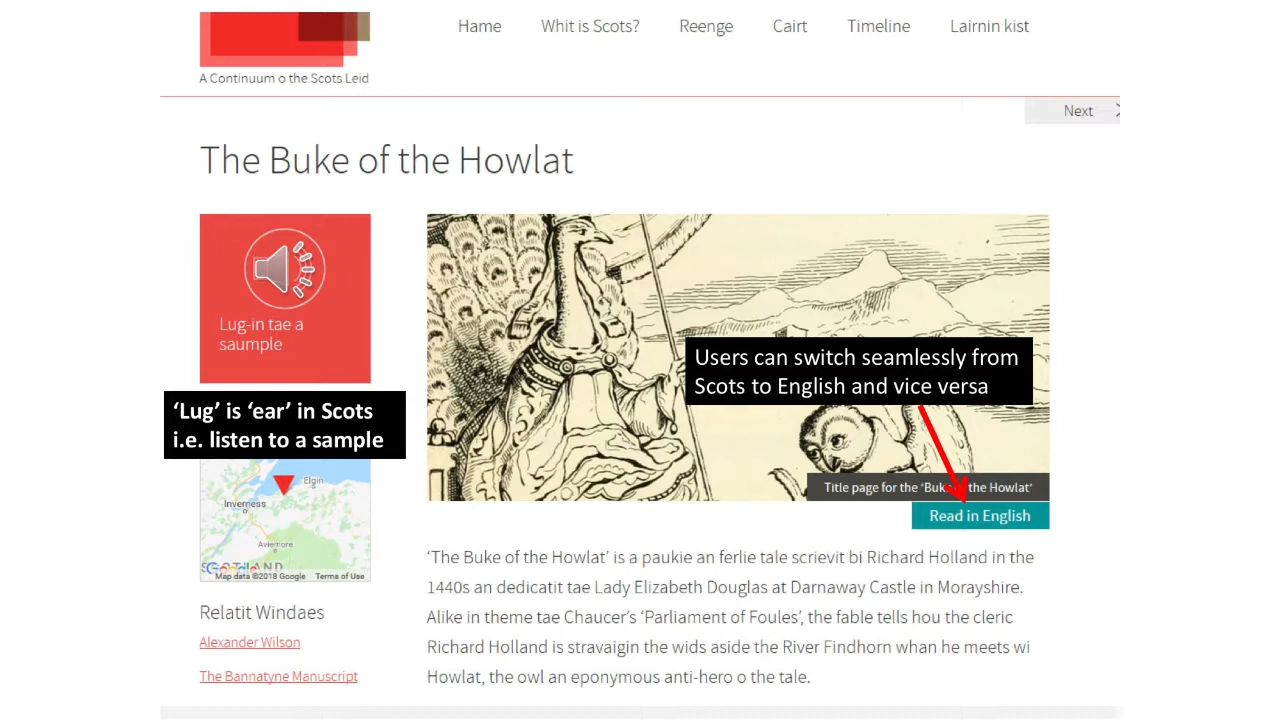 Hame Whit is Scots? Reenge Cairt Timeline Lairnin kist
A Continuum o the Scots Leid
Next
The Buke of the Howlat
Lug-in tae a
saumple
Users can switch seamlessly from
Scots to English and vice versa
‘Lug’ is ‘ear’ in Scots
i.e. listen to a sample
Title page for the ‘Buke of the Howlat’
Read in English
Elgin
Inverness
Aviemore
SCOTLAND
Google
Map data ©2018 Google Terms of Use
‘The Buke of the Howlat’ is a paukie an ferlie tale scrievit bi Richard Holland in the
1440s an dedicatit tae Lady Elizabeth Douglas at Darnaway Castle in Morayshire.
Alike in theme tae Chaucer’s ‘Parliament of Foules’, the fable tells hou the cleric
Richard Holland is stravaigin the wids aside the River Findhorn whan he meets wi
Howlat, the owl an eponymous anti-hero o the tale.
Relatit Windaes
Alexander Wilson
The Bannatyne Manuscript